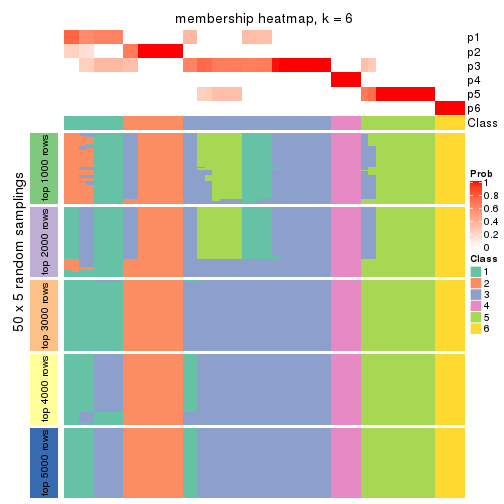 membership heatmap, k = 6
p1
p2
p3
p4
p5
p6
Class
50 x 5 random samplings
top 1000 rows
top 2000 rows
top 3000 rows
top 4000 rows
top 5000 rows
Prob
1
0.8
0.6
0.4
0.2
0
Class
1
2
3
4
5
6